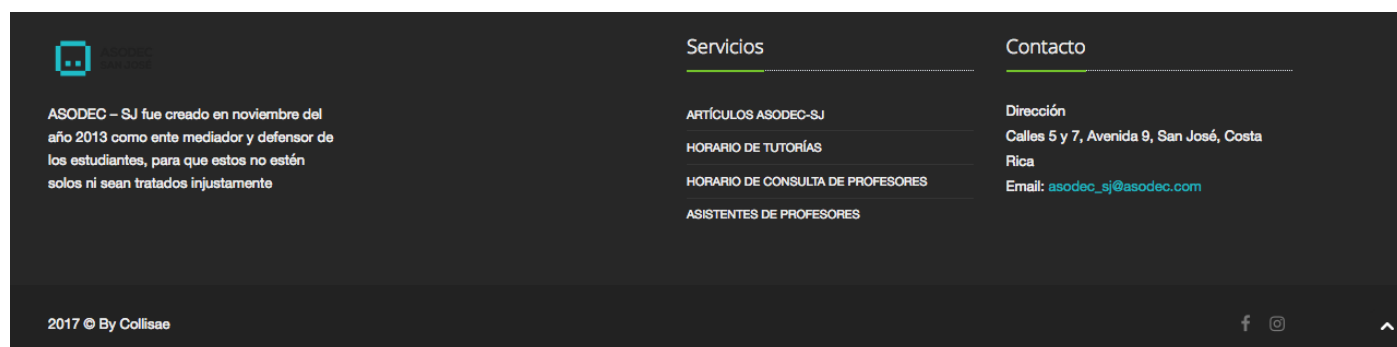 ASODEC
SAN JOSE
ASODEC – SJ fue creado en noviembre del
año 2013 como ente mediador y defensor de
los estudiantes, para que estos no estén
solos ni sean tratados injustamente
Servicios
ARTÍCULOS ASODEC-SJ
HORARIO DE TUTORÍAS
HORARIO DE CONSULTA DE PROFESORES
ASISTENTES DE PROFESORES
Contacto
Dirección
Calles 5 y 7, Avenida 9, San José, Costa
Rica
Email: asodec_sj@asodec.com
2017 © By Collisae